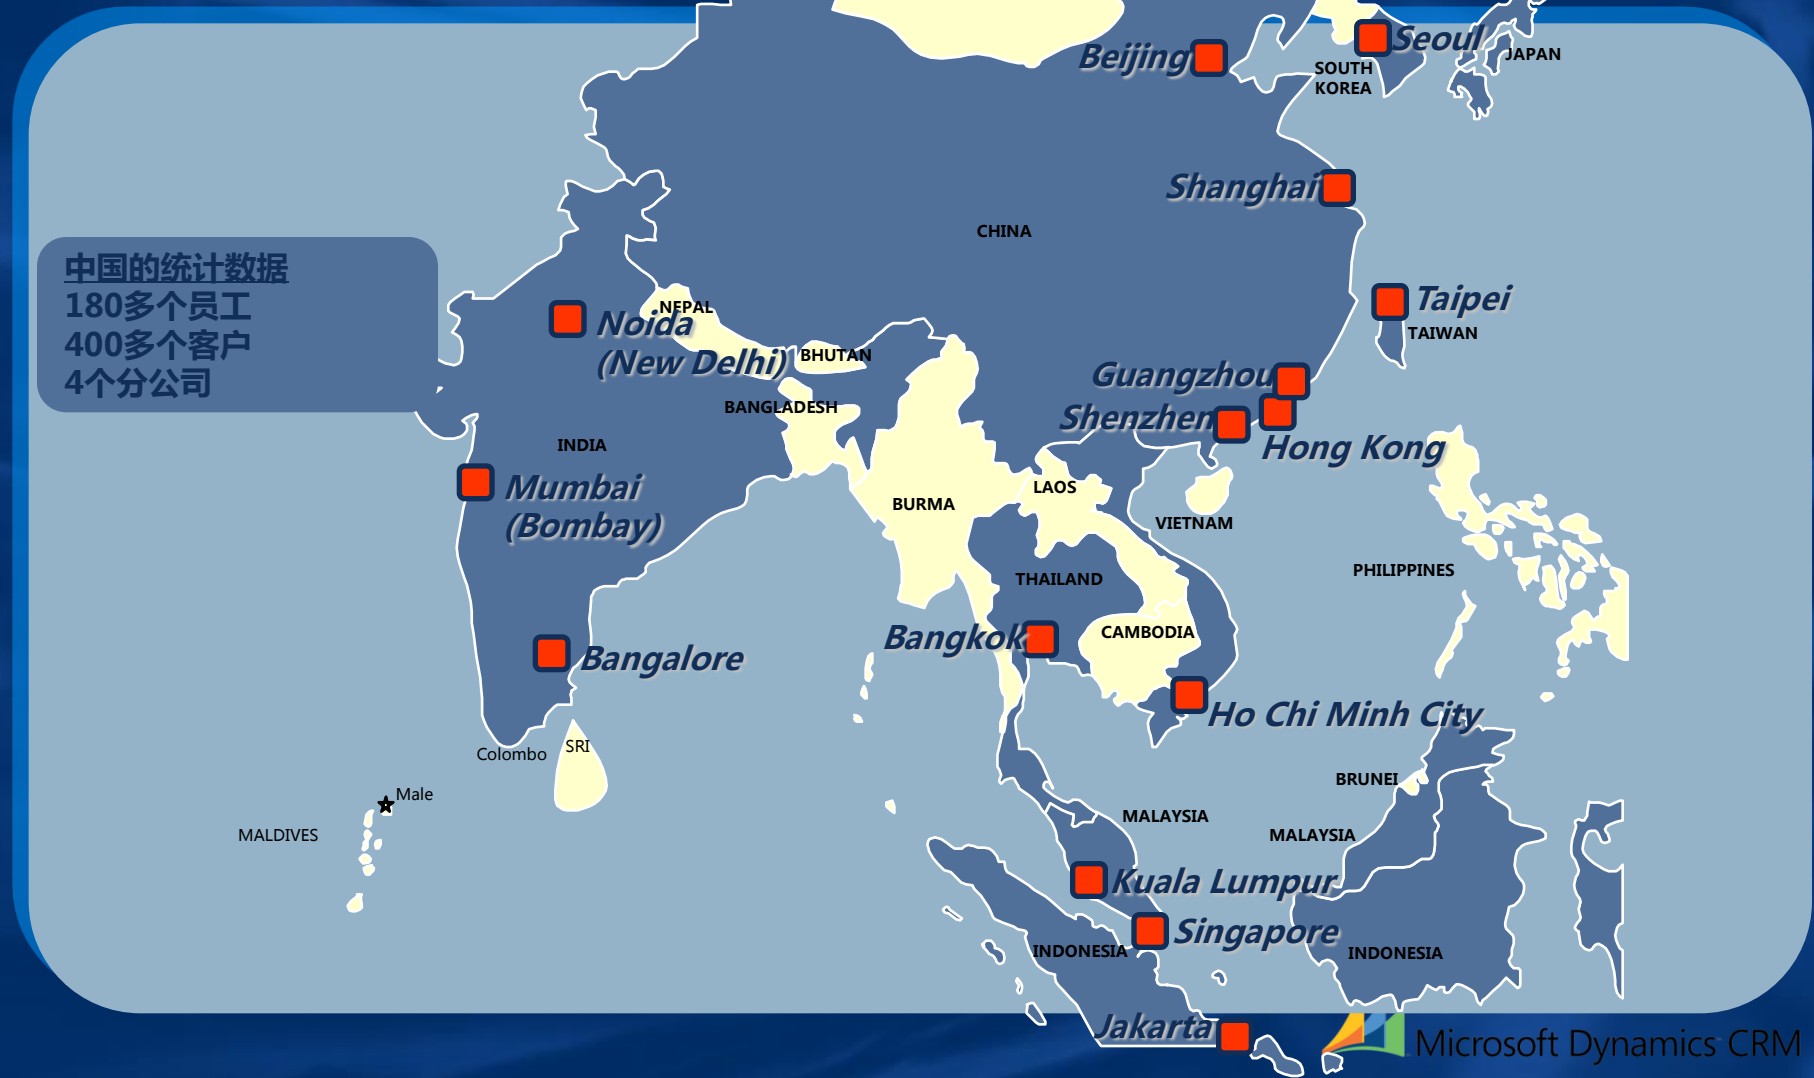 Beijing
Seoul
JAPAN
SOUTH
KOREA
Shanghai
CHINA
中国的统计数据
180多个员工
400多个客户
4个分公司
Taipei
TAIWAN
NEPAL
Noida
(New Delhi)
BHUTAN
Guangzhou
BANGLADESH
Shenzhen
INDIA
Hong Kong
Mumbai
(Bombay)
LAOS
BURMA
VIETNAM
PHILIPPINES
THAILAND
CAMBODIA
Bangkok
Bangalore
Ho Chi Minh City
SRI
Colombo
BRUNEI
Male
MALAYSIA
MALDIVES
MALAYSIA
Kuala Lumpur
Singapore
INDONESIA
INDONESIA
Jakarta
Microsoft Dynamics CRM